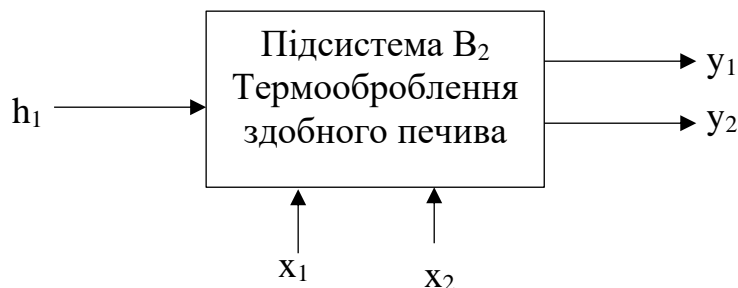 Підсистема В₂
Термооброблення
здобного печива
h₁
y₁
y₂
x₁
x₂